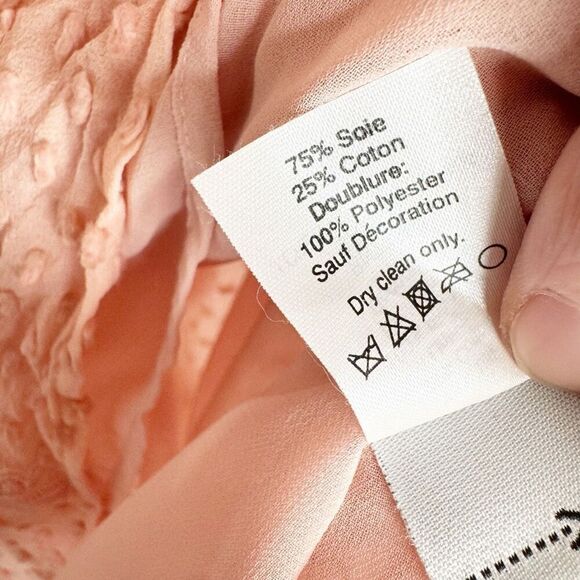 75% Soie
25% Coton
Doublure:
100% Polyester
Sauf Décoration
Dry clean only.